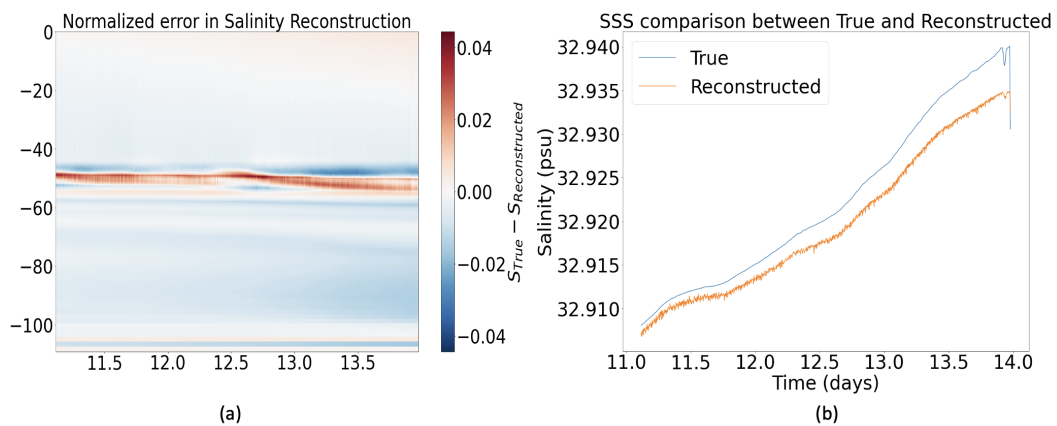 Normalized error in Salinity Reconstruction
0
−20
−40
−60
−80
−100
11.5 12.0 12.5 13.0 13.5
0.04
0.02
0.00
−0.02
−0.04
S_True − S_Reconstructed
(a)
SSS comparison between True and Reconstructed
True
Reconstructed
Salinity (psu)
32.940
32.935
32.930
32.925
32.920
32.915
32.910
11.0 11.5 12.0 12.5 13.0 13.5 14.0
Time (days)
(b)